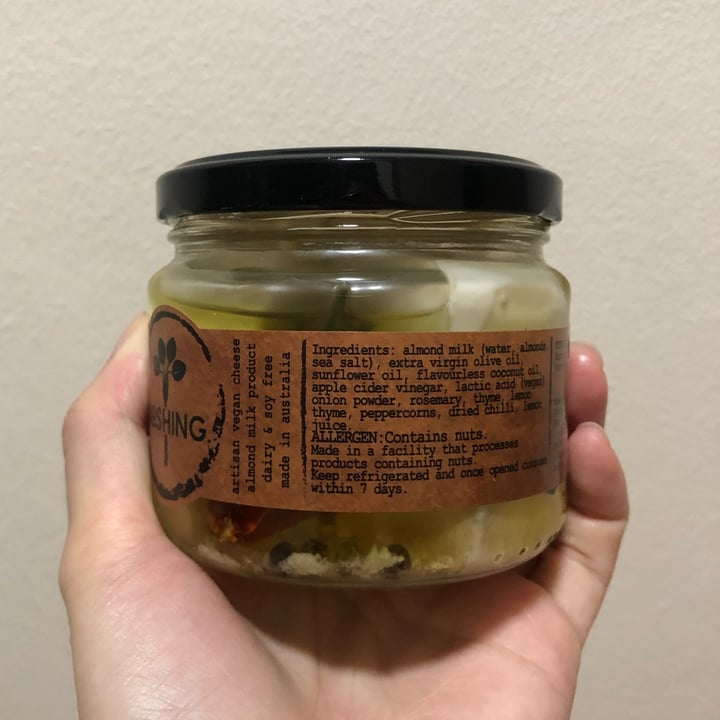 ESHING
artisan vegan cheese
almond milk product
dairy & soy free
made in australia
Ingredients: almond milk (water, almonds,
sea salt), extra virgin olive oil,
sunflower oil, flavourless coconut oil,
apple cider vinegar, lactic acid (vegan)
onion powder, rosemary, thyme, lemon
thyme, peppercorns, dried chilli, lemon
juice.
ALLERGEN:Contains nuts.
Made in a facility that processes
products containing nuts.
Keep refrigerated and once opened consume
within 7 days.